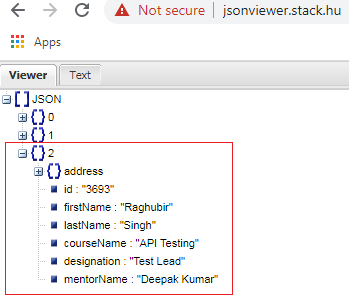 Not secure | jsonviewer.stack.hu
Apps
Viewer Text
[ ] JSON
{ } 0
{ } 1
{ } 2
{ } address
id : "3693"
firstName : "Raghubir"
lastName : "Singh"
courseName : "API Testing"
designation : "Test Lead"
mentorName : "Deepak Kumar"